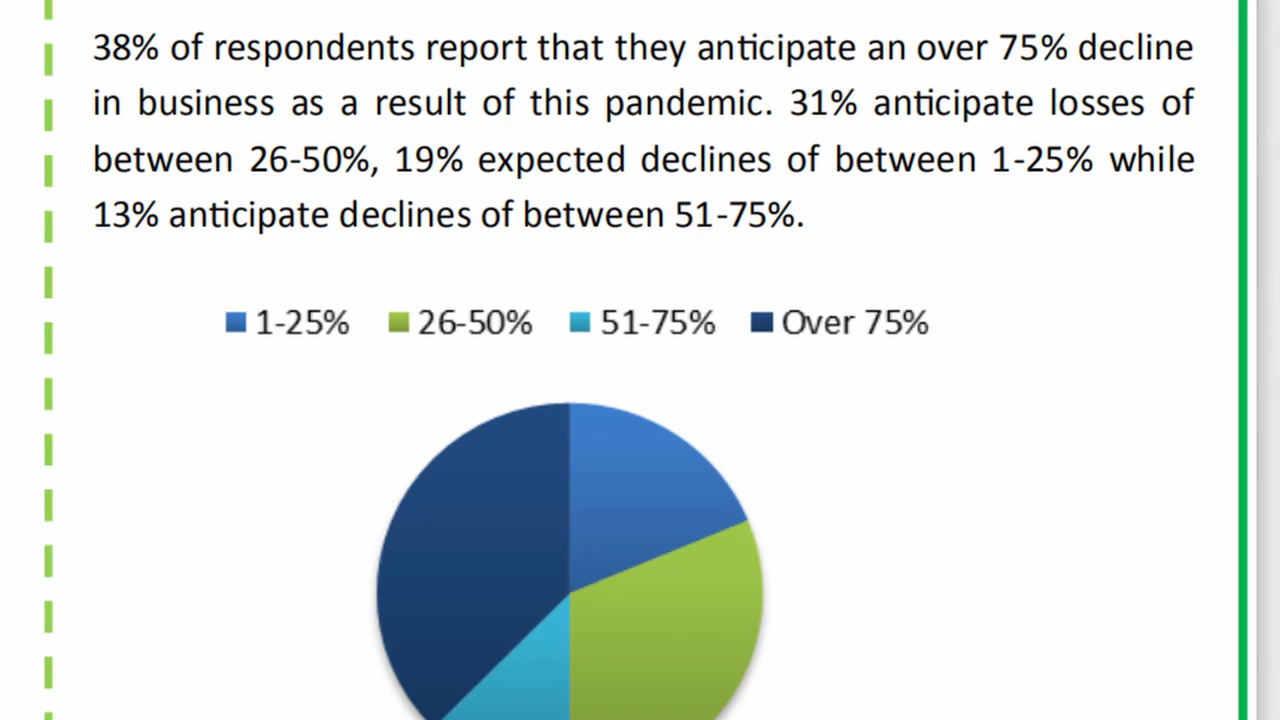 38% of respondents report that they anticipate an over 75% decline
in business as a result of this pandemic. 31% anticipate losses of
between 26-50%, 19% expected declines of between 1-25% while
13% anticipate declines of between 51-75%.
1-25% 26-50% 51-75% Over 75%